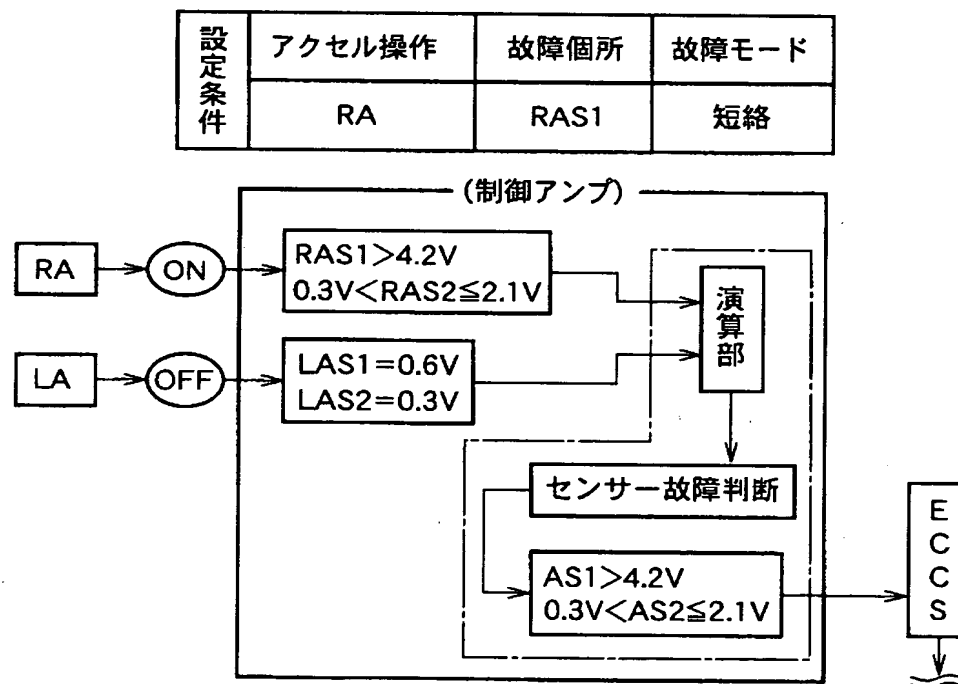 設定条件
アクセル操作 故障個所 故障モード
RA RAS1 短絡
(制御アンプ)
RA ON RAS1>4.2V
0.3V<RAS2≦2.1V
演算部
LA OFF LAS1=0.6V
LAS2=0.3V
センサー故障判断
AS1>4.2V
0.3V<AS2≦2.1V
ECCS